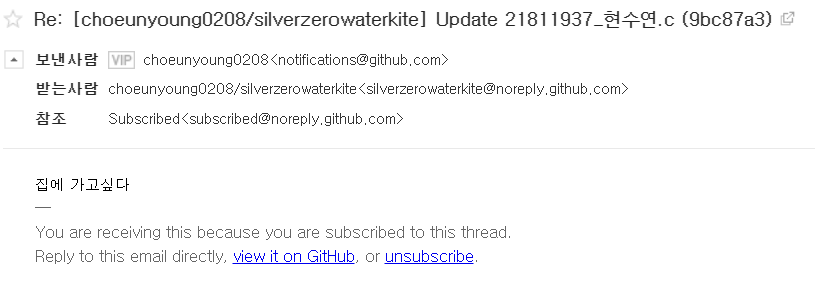 Re: [choeunyoung0208/silverzerowaterkite] Update 21811937_현수연.c (9bc87a3)
보낸사람 VIP choeunyoung0208<notifications@github.com>
받는사람 choeunyoung0208/silverzerowaterkite<silverzerowaterkite@noreply.github.com>
참조 Subscribed<subscribed@noreply.github.com>
집에 가고싶다
—
You are receiving this because you are subscribed to this thread.
Reply to this email directly, view it on GitHub, or unsubscribe.